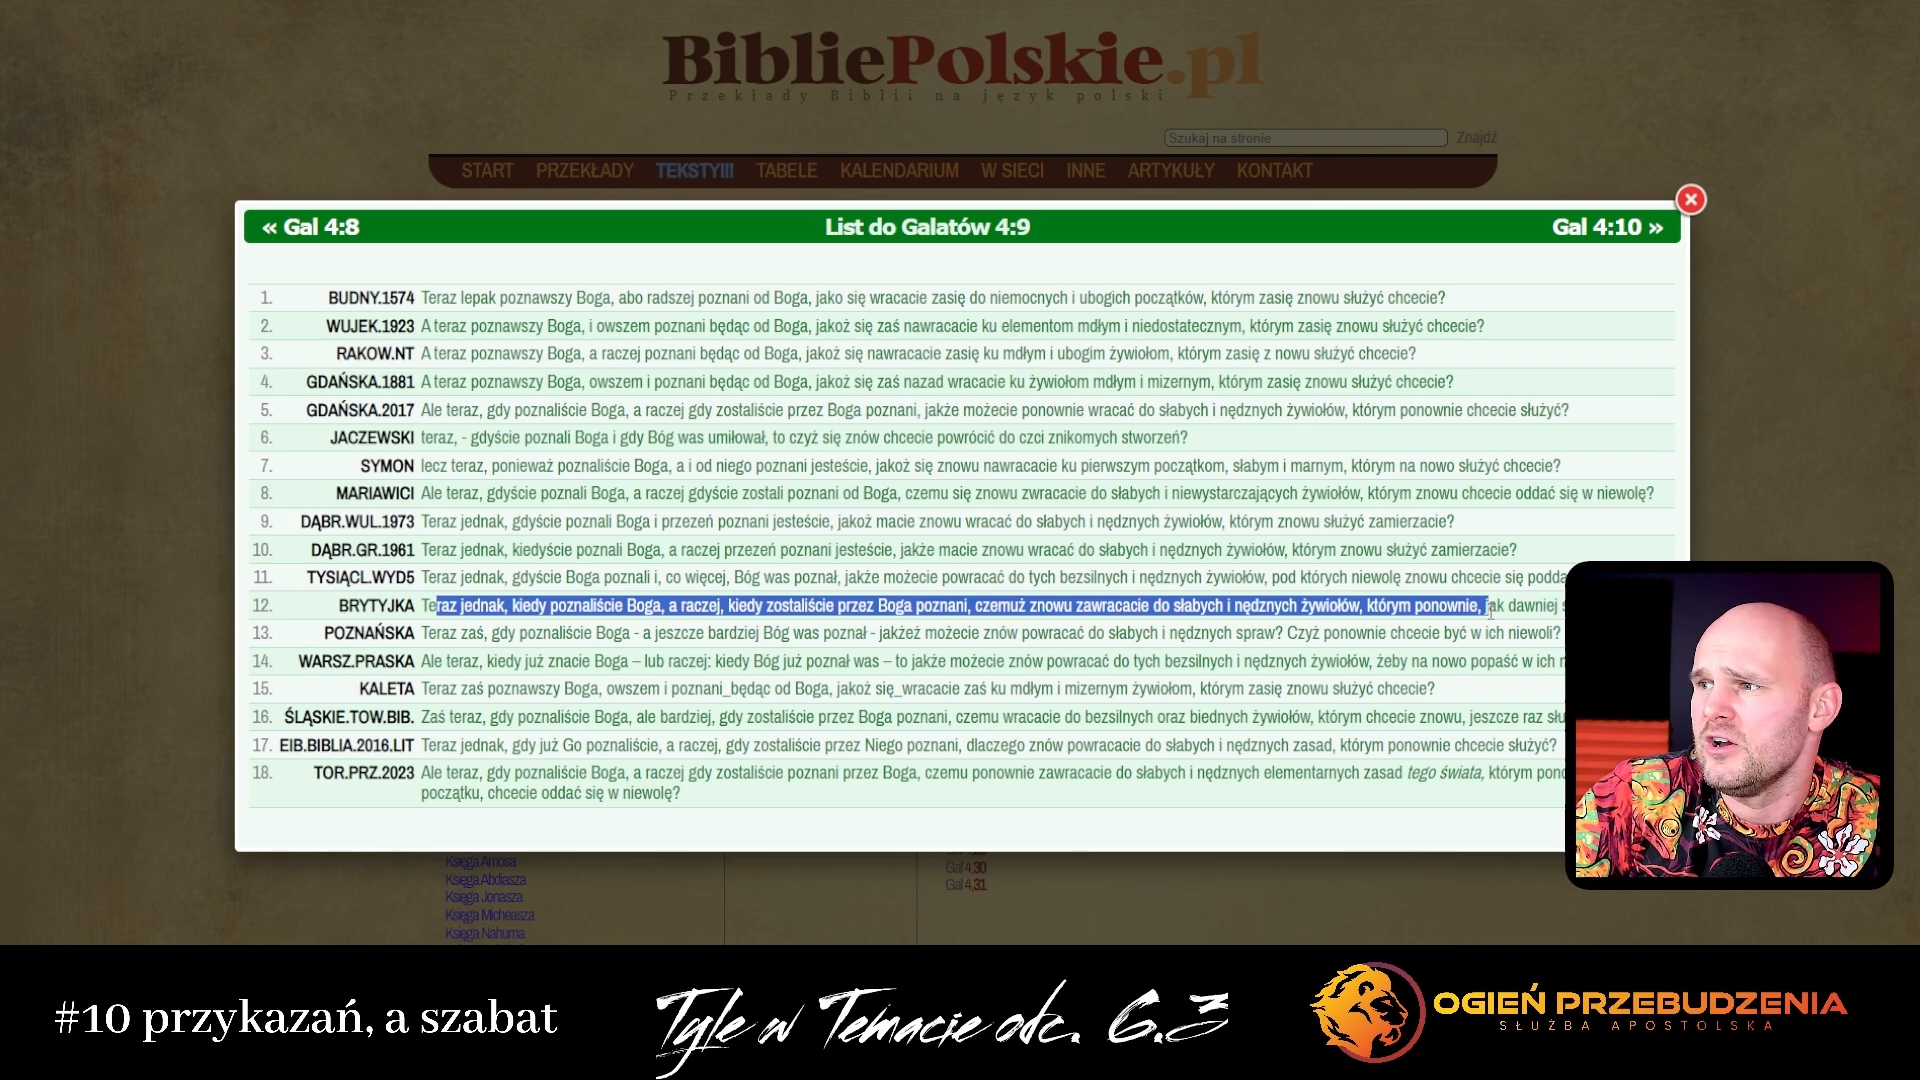 BibliePolskie.pl
Przekłady Biblii na język polski
Szukaj na stronie Znajdź
START PRZEKŁADY TEKSTY||| TABELE KALENDARIUM W SIECI INNE ARTYKUŁY KONTAKT
« Gal 4:8 List do Galatów 4:9 Gal 4:10 »
1. BUDNY.1574 Teraz lepak poznawszy Boga, abo radszej poznani od Boga, jako się wracacie zasię do niemocnych i ubogich początków, którym zasię znowu służyć chcecie?
2. WUJEK.1923 A teraz poznawszy Boga, i owszem poznani będąc od Boga, jakoż się zaś nawracacie ku elementom mdłym i niedostatecznym, którym zasię znowu służyć chcecie?
3. RAKOW.NT A teraz poznawszy Boga, a raczej poznani będąc od Boga, jakoż się nawracacie zasię ku mdłym i ubogim żywiołom, którym zasię z nowu służyć chcecie?
4. GDAŃSKA.1881 A teraz poznawszy Boga, owszem i poznani będąc od Boga, jakoż się zaś nazad wracacie ku żywiołom mdłym i mizernym, którym zasię znowu służyć chcecie?
5. GDAŃSKA.2017 Ale teraz, gdy poznaliście Boga, a raczej gdy zostaliście przez Boga poznani, jakże możecie ponownie wracać do słabych i nędznych żywiołów, którym ponownie chcecie służyć?
6. JACZEWSKI teraz, - gdyście poznali Boga i gdy Bóg was umiłował, to czyż się znów chcecie powrócić do czci znikomych stworzeń?
7. SYMON lecz teraz, ponieważ poznaliście Boga, a i od niego poznani jesteście, jakoż się znowu nawracacie ku pierwszym początkom, słabym i marnym, którym na nowo służyć chcecie?
8. MARIAWICI Ale teraz, gdyście poznali Boga, a raczej gdyście zostali poznani od Boga, czemu się znowu zwracacie do słabych i niewystarczających żywiołów, którym znowu chcecie oddać się w niewolę?
9. DĄBR.WUL.1973 Teraz jednak, gdyście poznali Boga i przezeń poznani jesteście, jakoż macie znowu wracać do słabych i nędznych żywiołów, którym znowu służyć zamierzacie?
10. DĄBR.GR.1961 Teraz jednak, kiedyście poznali Boga, a raczej przezeń poznani jesteście, jakże macie znowu wracać do słabych i nędznych żywiołów, którym znowu służyć zamierzacie?
11. TYSIĄCL.WYD5 Teraz jednak, gdyście Boga poznali i, co więcej, Bóg was poznał, jakże możecie powracać do tych bezsilnych i nędznych żywiołów, pod których niewolę znowu chcecie się podda
12. BRYTYJKA Teraz jednak, kiedy poznaliście Boga, a raczej, kiedy zostaliście przez Boga poznani, czemuż znowu zawracacie do słabych i nędznych żywiołów, którym ponownie, jak dawniej s
13. POZNAŃSKA Teraz zaś, gdy poznaliście Boga - a jeszcze bardziej Bóg was poznał - jakżeż możecie znów powracać do słabych i nędznych spraw? Czyż ponownie chcecie być w ich niewoli?
14. WARSZ.PRASKA Ale teraz, kiedy już znacie Boga – lub raczej: kiedy Bóg już poznał was – to jakże możecie znów powracać do tych bezsilnych i nędznych żywiołów, żeby na nowo popaść w ich n
15. KALETA Teraz zaś poznawszy Boga, owszem i poznani_będąc od Boga, jakoż się_wracacie zaś ku mdłym i mizernym żywiołom, którym zasię znowu służyć chcecie?
16. ŚLĄSKIE.TOW.BIB. Zaś teraz, gdy poznaliście Boga, ale bardziej, gdy zostaliście przez Boga poznani, czemu wracacie do bezsilnych oraz biednych żywiołów, którym chcecie znowu, jeszcze raz słu
17. EIB.BIBLIA.2016.LIT Teraz jednak, gdy już Go poznaliście, a raczej, gdy zostaliście przez Niego poznani, dlaczego znów powracacie do słabych i nędznych zasad, którym ponownie chcecie służyć?
18. TOR.PRZ.2023 Ale teraz, gdy poznaliście Boga, a raczej gdy zostaliście poznani przez Boga, czemu ponownie zawracacie do słabych i nędznych elementarnych zasad tego świata, którym pono
początku, chcecie oddać się w niewolę?
Księga Amosa
Księga Abdiasza
Księga Jonasza
Księga Micheasza
Księga Nahuma
Gal 4,30
Gal 4,31
#10 przykazań, a szabat
Tyle w Temacie odc. 6.3
OGIEŃ PRZEBUDZENIA
SŁUŻBA APOSTOLSKA